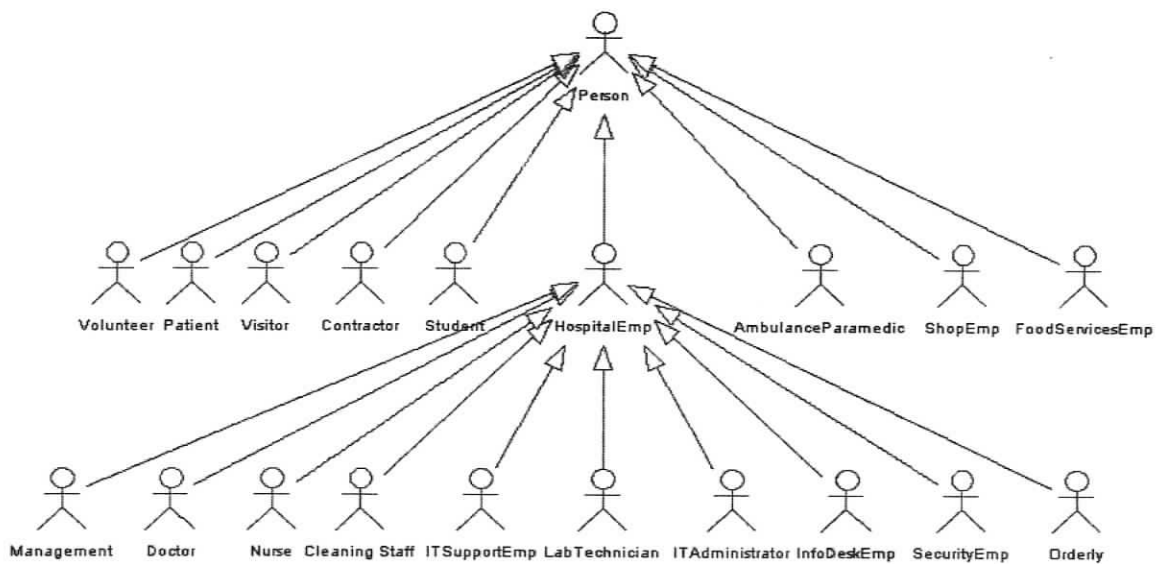 Person
Volunteer Patient Visitor Contractor Student HospitalEmp AmbulanceParamedic ShopEmp FoodServicesEmp
Management Doctor Nurse Cleaning Staff ITSupportEmp LabTechnician ITAdministrator InfoDeskEmp SecurityEmp Orderly